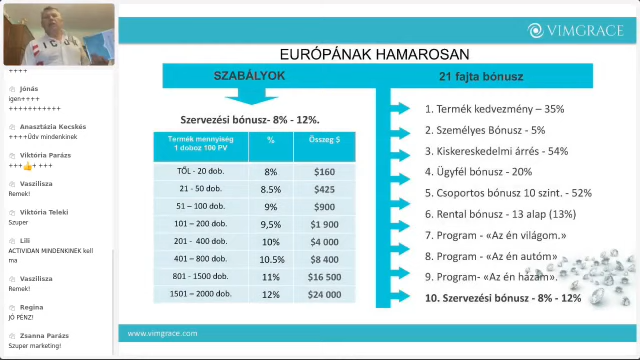 ++++
Jónás
igen++++
+++++++++++
Anasztázia Kecskés
++++Üdv mindenkinek
Viktória Parázs
+++👍+ ++++
Vaszilisza
Remek!
Viktória Teleki
Szuper
Lili
ACTIVIDAN MINDENKINEK kell
ma
Vaszilisza
Remek!
Regina
JÓ PÉNZ!
Zsanna Parázs
Szuper marketing!
VIMGRACE
EURÓPÁNAK HAMAROSAN
SZABÁLYOK
21 fajta bónusz
Szervezési bónusz- 8% - 12%.
Termék mennyiség
1 doboz 100 PV
%
Összeg $
TŐL - 20 dob. 8% $160
21 - 50 dob. 8.5% $425
51 – 100 dob. 9% $900
101 – 200 dob. 9,5% $1 900
201 - 400 dob. 10% $4 000
401 – 800 dob. 10.5% $8 400
801 - 1500 dob. 11% $16 500
1501 – 2000 dob. 12% $24 000
1. Termék kedvezmény – 35%
2. Személyes Bónusz - 5%
3. Kiskereskedelmi árrés - 54%
4. Ügyfél bónusz - 20%
5. Csoportos bónusz 10 szint. - 52%
6. Rental bónusz - 13 alap (13%)
7. Program - «Az én világom.»
8. Program - «Az én autóm»
9. Program- «Az én házam».
10. Szervezési bónusz - 8% - 12%
www.vimgrace.com